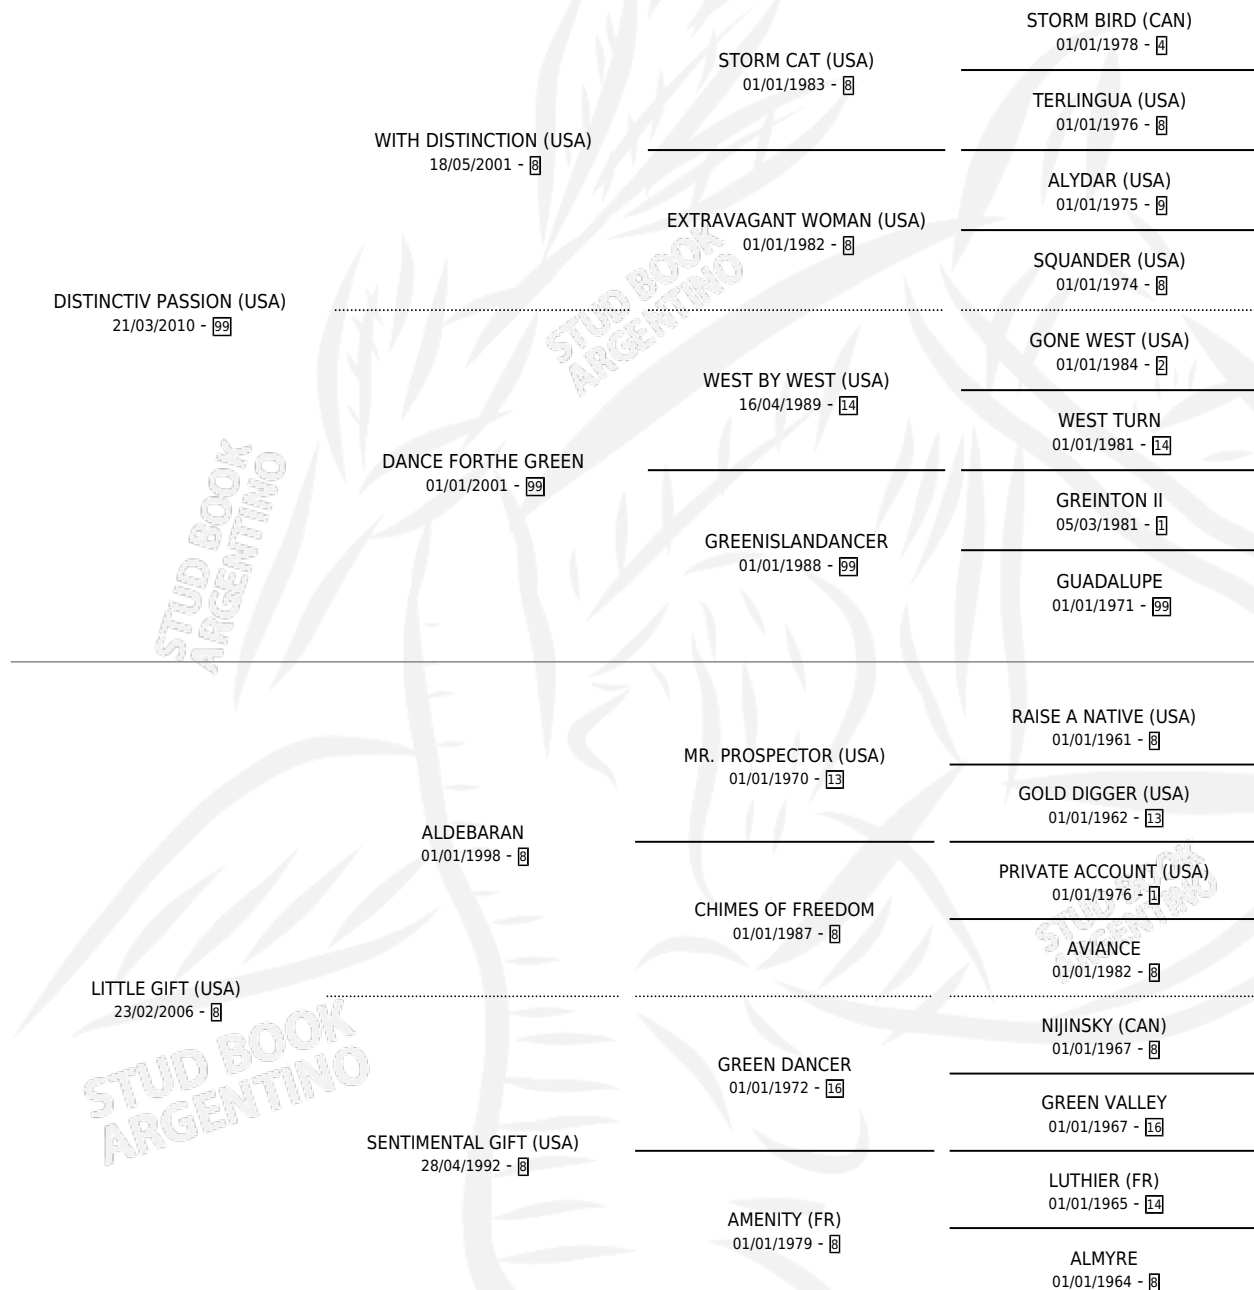 STORM BIRD (CAN)
01/01/1978 - 4
STORM CAT (USA)
01/01/1983 - 8
TERLINGUA (USA)
01/01/1976 - 8
WITH DISTINCTION (USA)
18/05/2001 - 8
ALYDAR (USA)
01/01/1975 - 9
EXTRAVAGANT WOMAN (USA)
01/01/1982 - 8
SQUANDER (USA)
01/01/1974 - 8
DISTINCTIV PASSION (USA)
21/03/2010 - 99
GONE WEST (USA)
01/01/1984 - 2
WEST BY WEST (USA)
16/04/1989 - 14
WEST TURN
01/01/1981 - 14
DANCE FORTHE GREEN
01/01/2001 - 99
GREINTON II
05/03/1981 - 1
GREENISLANDANCER
01/01/1988 - 99
GUADALUPE
01/01/1971 - 99
RAISE A NATIVE (USA)
01/01/1961 - 8
MR. PROSPECTOR (USA)
01/01/1970 - 13
GOLD DIGGER (USA)
01/01/1962 - 13
ALDEBARAN
01/01/1998 - 8
PRIVATE ACCOUNT (USA)
01/01/1976 - 1
CHIMES OF FREEDOM
01/01/1987 - 8
AVIANCE
01/01/1982 - 8
LITTLE GIFT (USA)
23/02/2006 - 8
NIJINSKY (CAN)
01/01/1967 - 8
GREEN DANCER
01/01/1972 - 16
GREEN VALLEY
01/01/1967 - 16
SENTIMENTAL GIFT (USA)
28/04/1992 - 8
LUTHIER (FR)
01/01/1965 - 14
AMENITY (FR)
01/01/1979 - 8
ALMYRE
01/01/1964 - 8
STUD BOOK
ARGENTINO
STUD BOOK
ARGENTINO
STUD BOOK
ARGENTINO
STUD BOOK
ARGENTINO